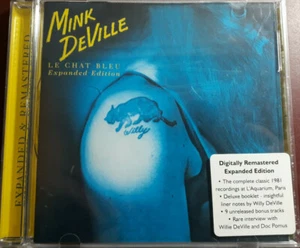 MINK
DEVILLE
LE CHAT BLEU
Expanded Edition
EXPANDED & REMASTERED
Willy
Digitally Remastered
Expanded Edition
• The complete classic 1981
recordings at L'Aquarium, Paris
• Deluxe booklet - insightful
liner notes by Willy DeVille
• 9 unreleased bonus tracks
• Rare interview with
Willie DeVille and Doc Pomus